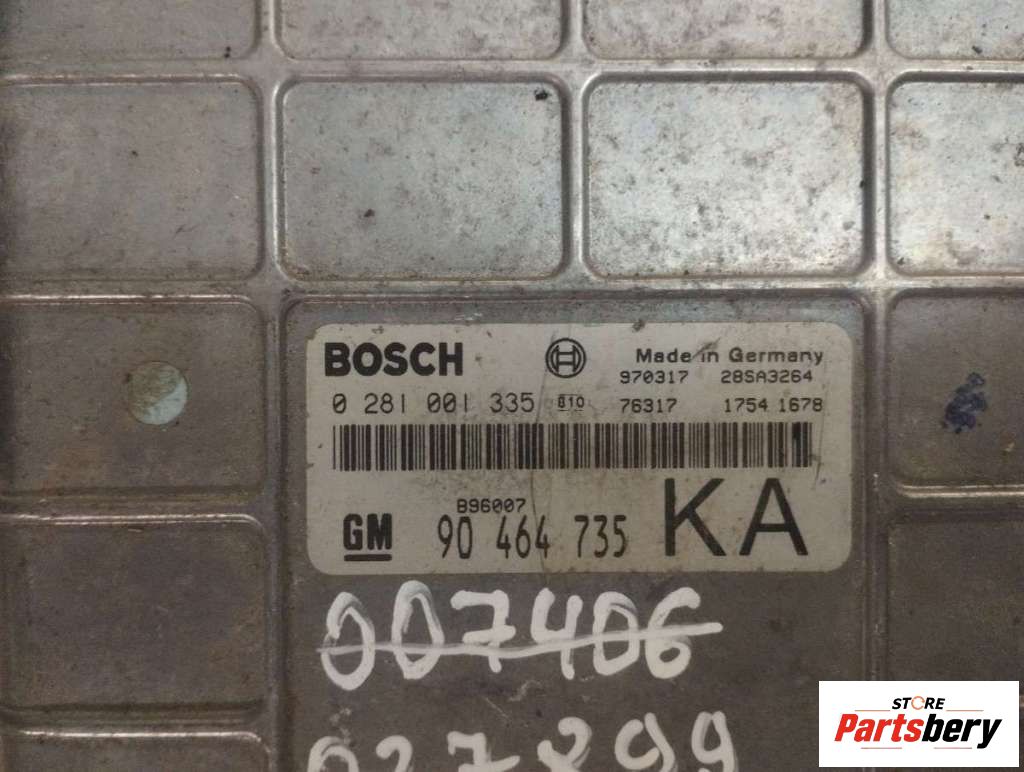 BOSCH Made in Germany
970317 28SA3264
0 281 001 335 010 76317 1754 1678
B96007
GM 90 464 735 KA
007406
STORE
Partsbery